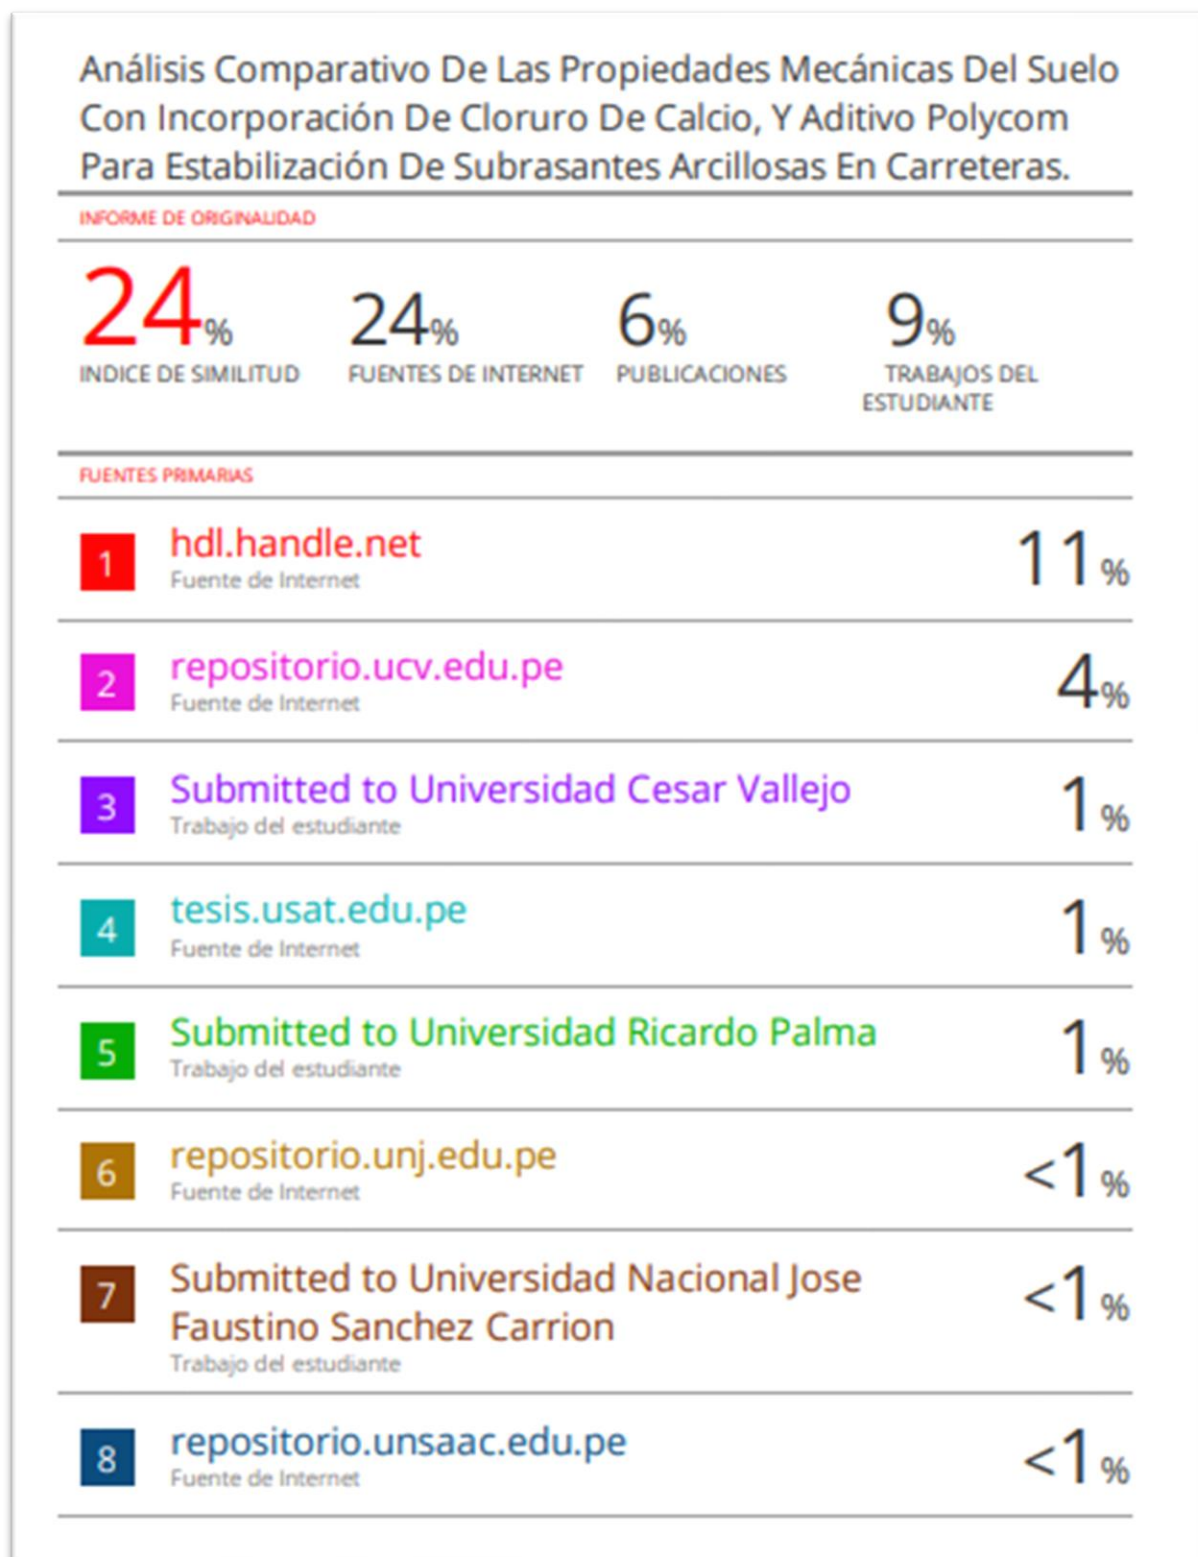 Análisis Comparativo De Las Propiedades Mecánicas Del Suelo
Con Incorporación De Cloruro De Calcio, Y Aditivo Polycom
Para Estabilización De Subrasantes Arcillosas En Carreteras.
INFORME DE ORIGINALIDAD
24% 24% 6% 9%
INDICE DE SIMILITUD FUENTES DE INTERNET PUBLICACIONES TRABAJOS DEL
ESTUDIANTE
FUENTES PRIMARIAS
1 hdl.handle.net 11%
Fuente de Internet
2 repositorio.ucv.edu.pe 4%
Fuente de Internet
3 Submitted to Universidad Cesar Vallejo 1%
Trabajo del estudiante
4 tesis.usat.edu.pe 1%
Fuente de Internet
5 Submitted to Universidad Ricardo Palma 1%
Trabajo del estudiante
6 repositorio.unj.edu.pe <1%
Fuente de Internet
7 Submitted to Universidad Nacional Jose <1%
Faustino Sanchez Carrion
Trabajo del estudiante
8 repositorio.unsaac.edu.pe <1%
Fuente de Internet